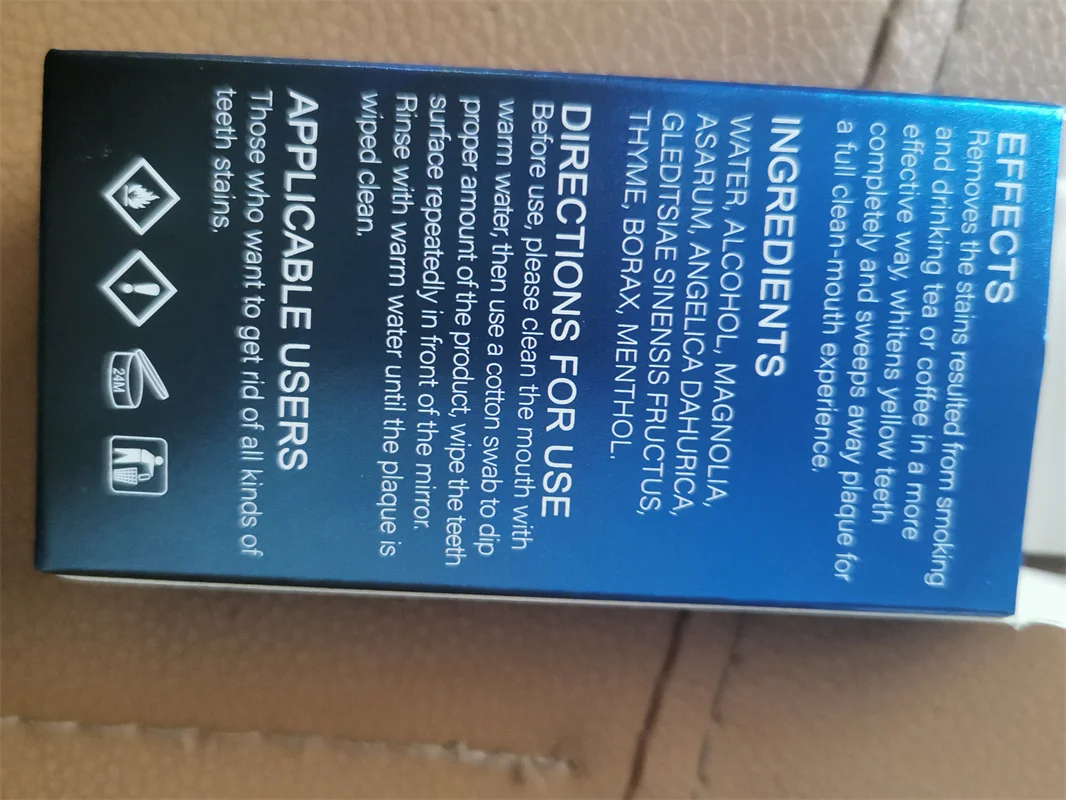 EFFECTS
Removes the stains resulted from smoking
and drinking tea or coffee in a more
effective way, whitens yellow teeth
completely and sweeps away plaque for
a full clean-mouth experience.
INGREDIENTS
WATER, ALCOHOL, MAGNOLIA,
ASARUM, ANGELICA DAHURICA,
GLEDITSIAE SINENSIS FRUCTUS,
THYME, BORAX, MENTHOL.
DIRECTIONS FOR USE
Before use, please clean the mouth with
warm water, then use a cotton swab to dip
proper amount of the product, wipe the teeth
surface repeatedly in front of the mirror.
Rinse with warm water until the plaque is
wiped clean.
APPLICABLE USERS
Those who want to get rid of all kinds of
teeth stains.
24M